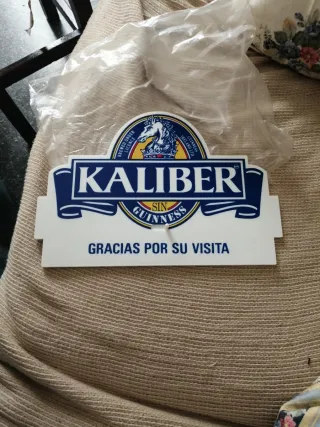 KALIBER
SIN
GUINNESS
GRACIAS POR SU VISITA